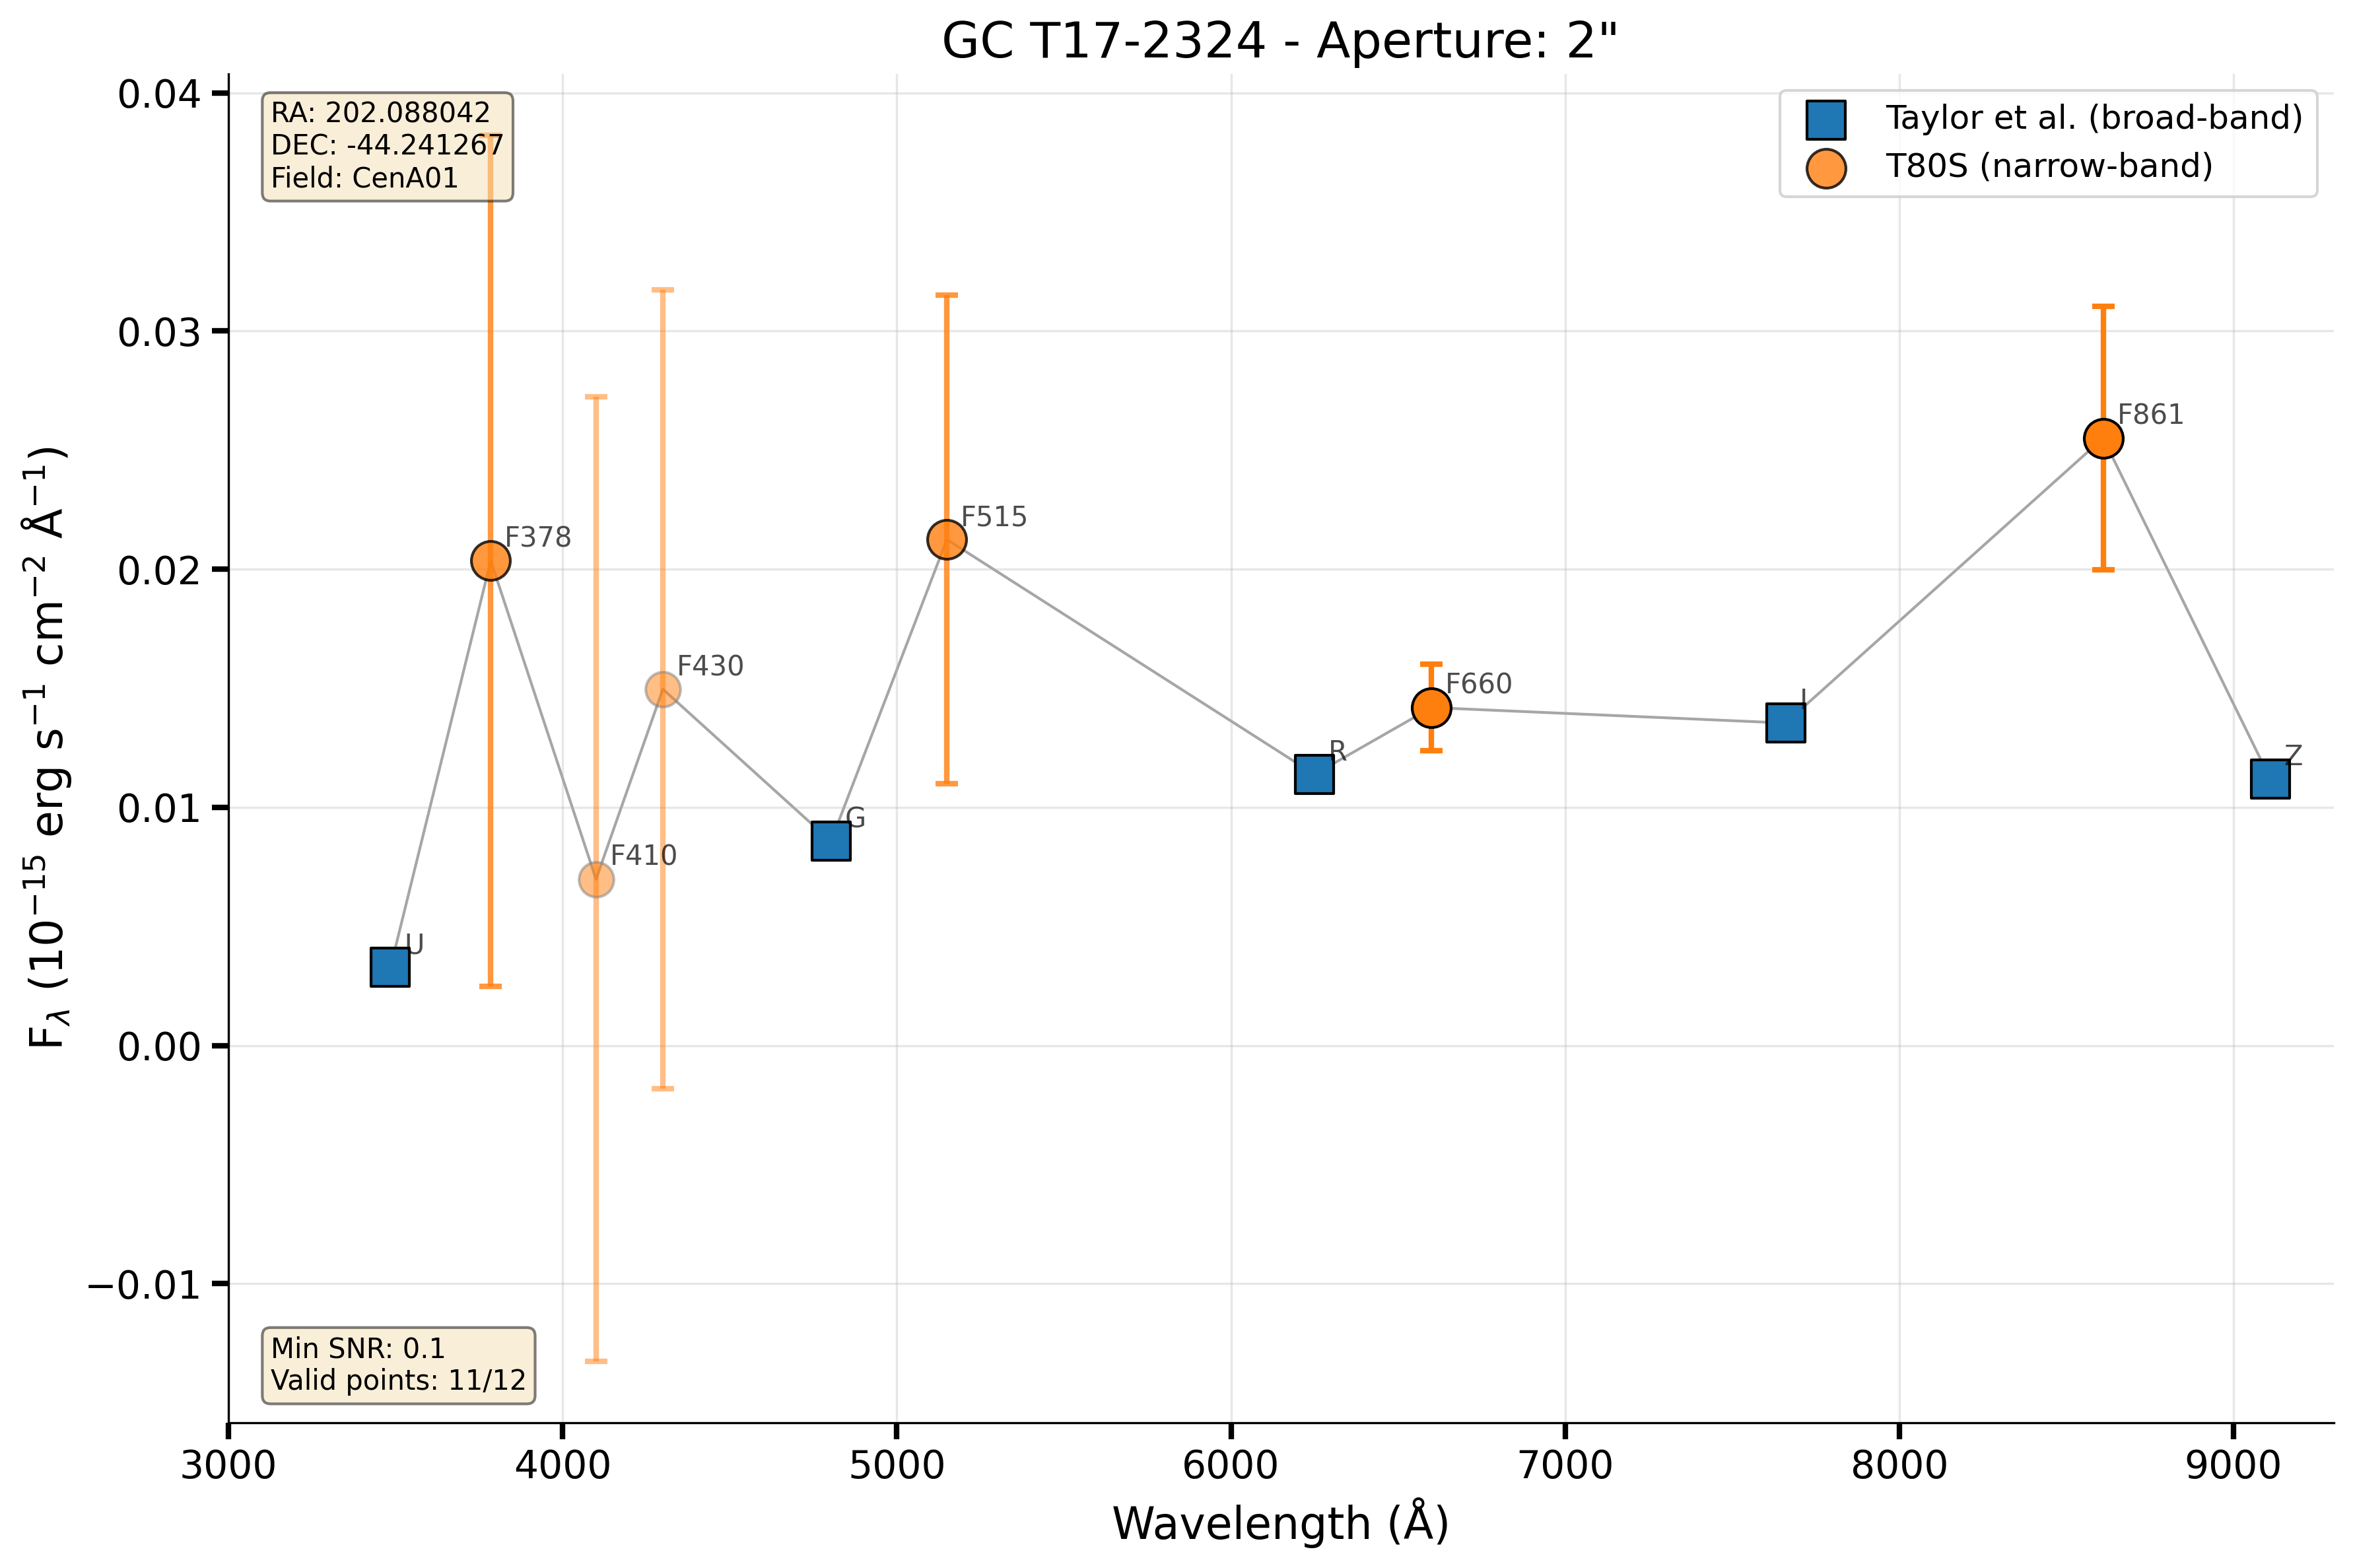 GC T17-2324 - Aperture: 2"
RA: 202.088042
DEC: -44.241267
Field: CenA01
Taylor et al. (broad-band)
T80S (narrow-band)
0.04
0.03
0.02
0.01
0.00
−0.01
F_λ (10⁻¹⁵ erg s⁻¹ cm⁻² Å⁻¹)
U
F378
F410
F430
G
F515
R
F660
I
F861
Z
Min SNR: 0.1
Valid points: 11/12
3000 4000 5000 6000 7000 8000 9000
Wavelength (Å)